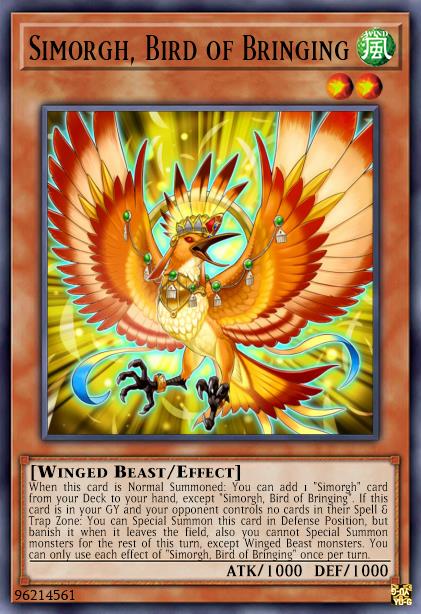 SIMORGH, BIRD OF BRINGING
WIND
風
[WINGED BEAST/EFFECT]
When this card is Normal Summoned: You can add 1 "Simorgh" card
from your Deck to your hand, except "Simorgh, Bird of Bringing". If this
card is in your GY and your opponent controls no cards in their Spell &
Trap Zone: You can Special Summon this card in Defense Position, but
banish it when it leaves the field, also you cannot Special Summon
monsters for the rest of this turn, except Winged Beast monsters. You
can only use each effect of "Simorgh, Bird of Bringing" once per turn.
ATK/1000 DEF/1000
96214561